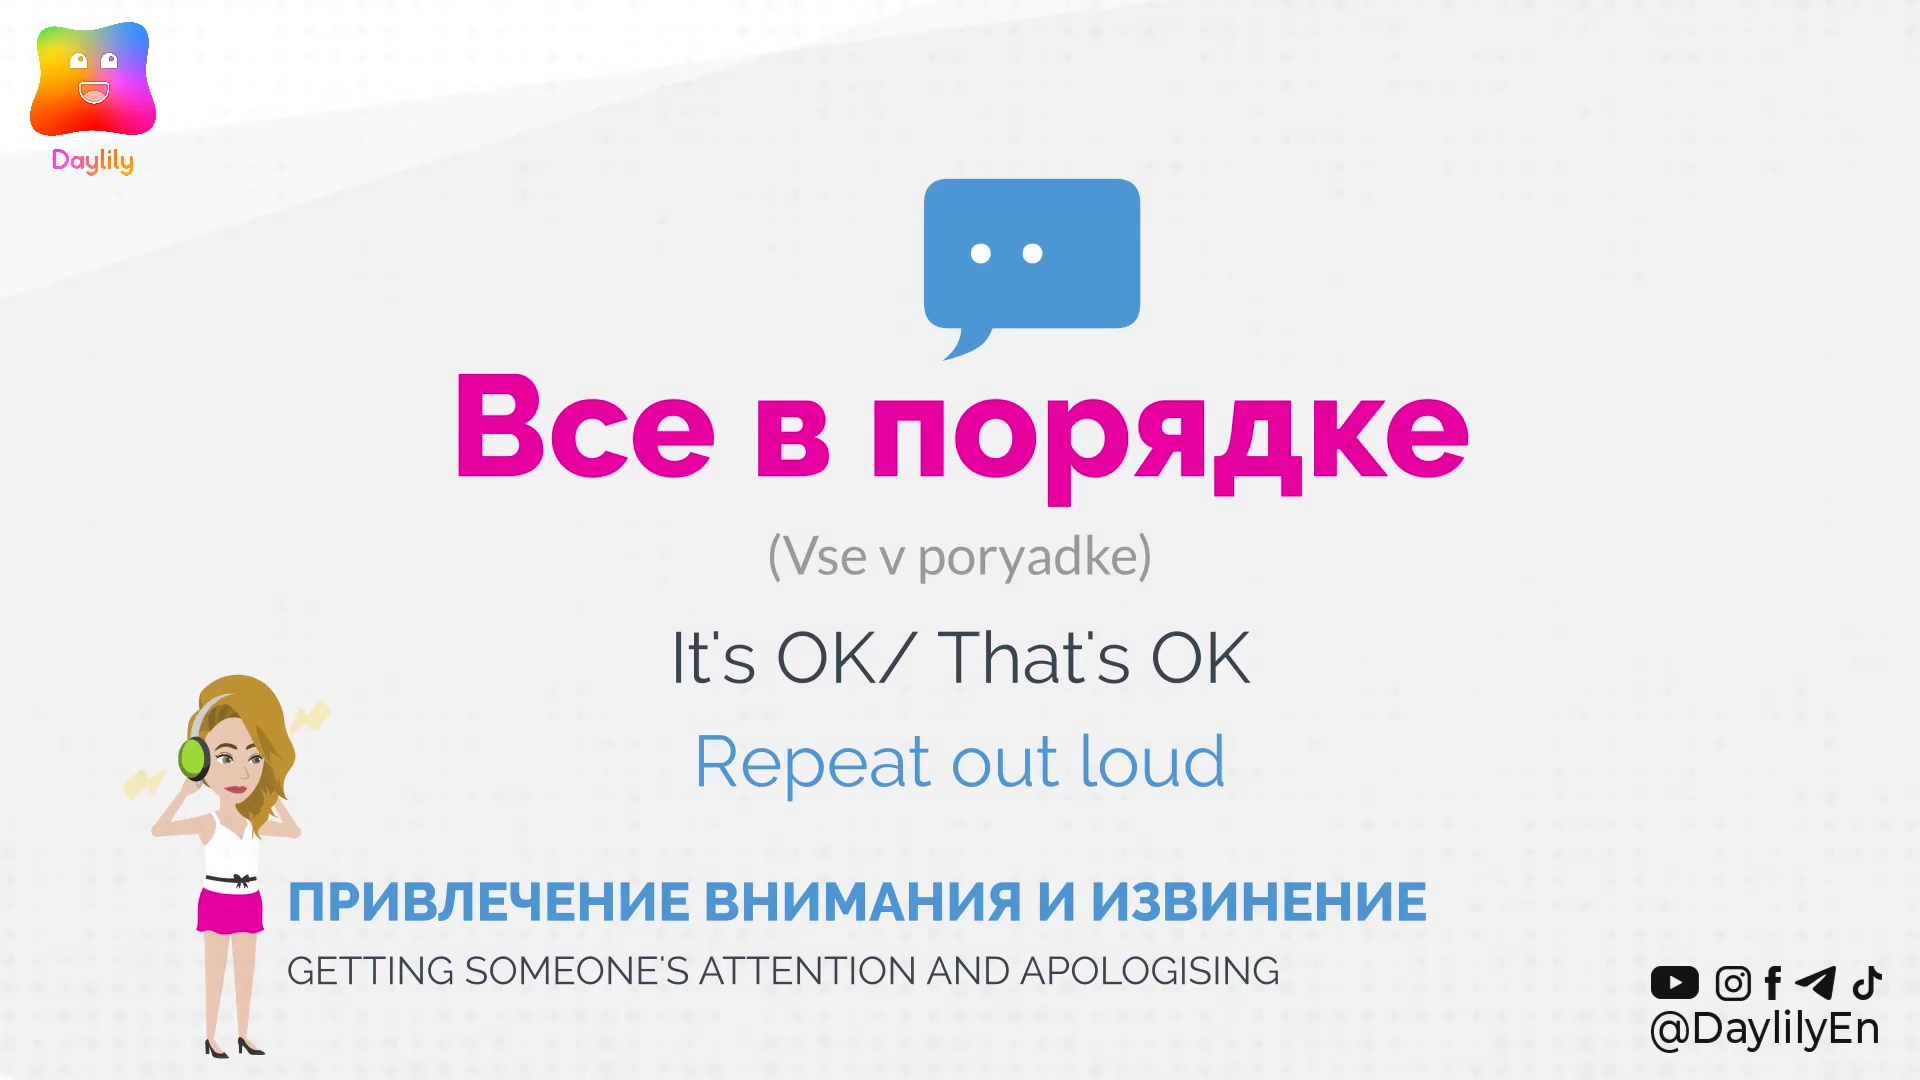 Daylily
Все в порядке
(Vse v poryadke)
It's OK/ That's OK
Repeat out loud
ПРИВЛЕЧЕНИЕ ВНИМАНИЯ И ИЗВИНЕНИЕ
GETTING SOMEONE'S ATTENTION AND APOLOGISING
@DaylilyEn